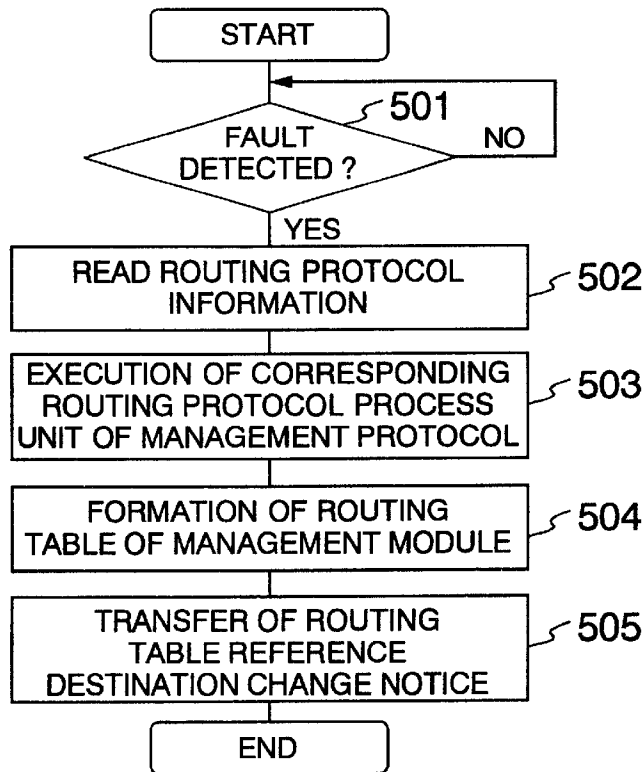 START
501
FAULT
DETECTED ?
NO
YES
READ ROUTING PROTOCOL
INFORMATION
502
EXECUTION OF CORRESPONDING
ROUTING PROTOCOL PROCESS
UNIT OF MANAGEMENT PROTOCOL
503
FORMATION OF ROUTING
TABLE OF MANAGEMENT MODULE
504
TRANSFER OF ROUTING
TABLE REFERENCE
DESTINATION CHANGE NOTICE
505
END